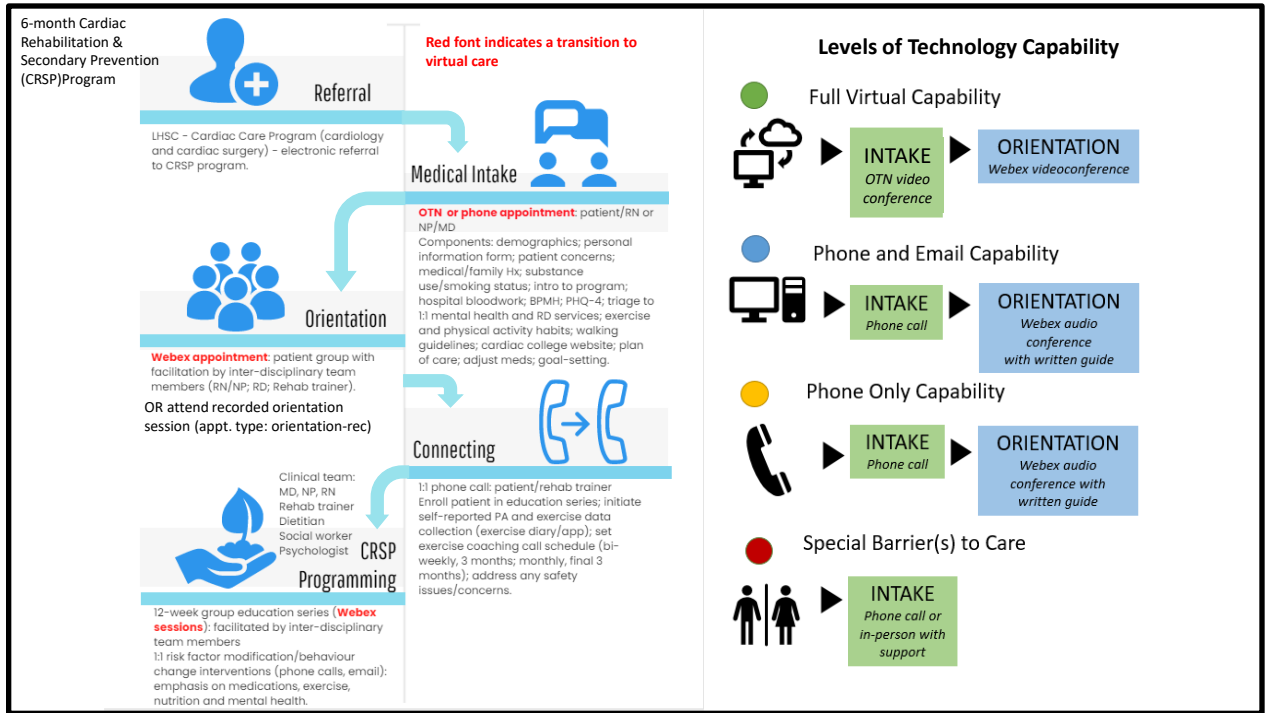 6-month Cardiac
Rehabilitation &
Secondary Prevention
(CRSP)Program
Red font indicates a transition to
virtual care
Referral
LHSC - Cardiac Care Program (cardiology
and cardiac surgery) - electronic referral
to CRSP program.
Medical Intake
OTN or phone appointment: patient/RN or
NP/MD
Components: demographics; personal
information form; patient concerns;
medical/family Hx; substance
use/smoking status; intro to program;
hospital bloodwork; BPMH; PHQ-4; triage to
1:1 mental health and RD services; exercise
and physical activity habits; walking
guidelines; cardiac college website; plan
of care; adjust meds; goal-setting.
Orientation
Webex appointment: patient group with
facilitation by inter-disciplinary team
members (RN/NP; RD; Rehab trainer).
OR attend recorded orientation
session (appt. type: orientation-rec)
Connecting
1:1 phone call: patient/rehab trainer
Enroll patient in education series; initiate
self-reported PA and exercise data
collection (exercise diary/app); set
exercise coaching call schedule (bi-
weekly, 3 months; monthly, final 3
months); address any safety
issues/concerns.
Clinical team:
MD, NP, RN
Rehab trainer
Dietitian
Social worker
Psychologist
CRSP
Programming
12-week group education series (Webex
sessions): facilitated by inter-disciplinary
team members
1:1 risk factor modification/behaviour
change interventions (phone calls, email):
emphasis on medications, exercise,
nutrition and mental health.
Levels of Technology Capability
Full Virtual Capability
INTAKE
OTN video
conference
ORIENTATION
Webex videoconference
Phone and Email Capability
INTAKE
Phone call
ORIENTATION
Webex audio
conference
with written guide
Phone Only Capability
INTAKE
Phone call
ORIENTATION
Webex audio
conference with
written guide
Special Barrier(s) to Care
INTAKE
Phone call or
in-person with
support